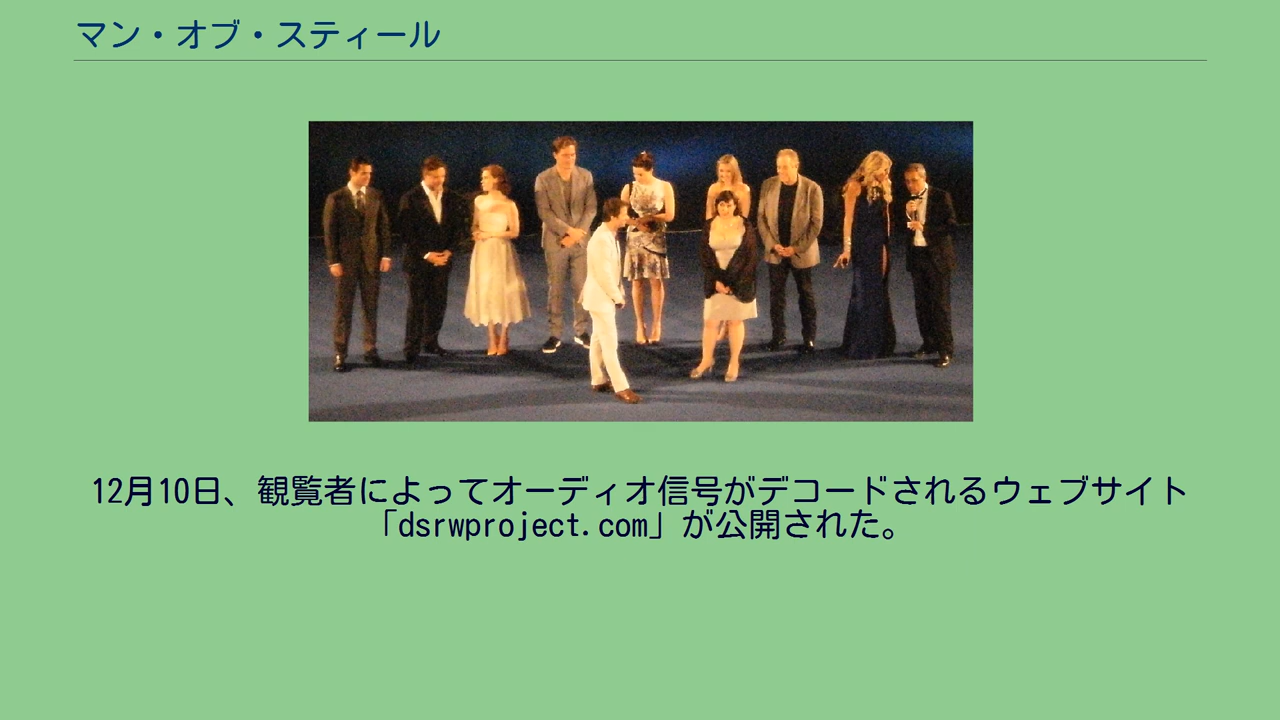 マン・オブ・スティール
12月10日、観覧者によってオーディオ信号がデコードされるウェブサイト
「dsrwproject.com」が公開された。